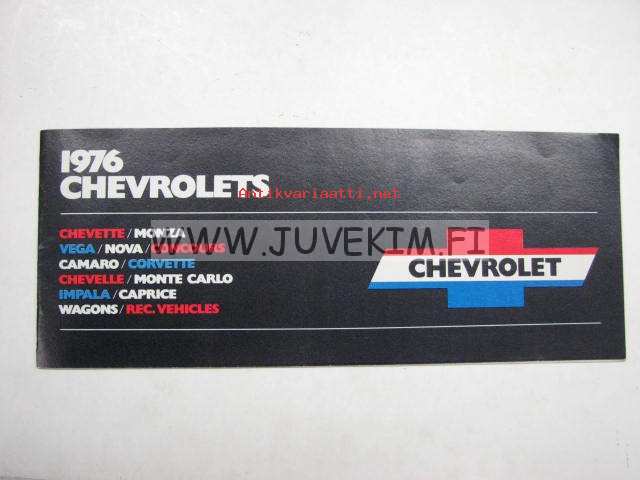 1976
CHEVROLETS
Antikvariaatti.net
CHEVETTE/MONZA
VEGA/NOVA/CONCOURS
WWW.JUVEKIM.FI
CAMARO/CORVETTE
CHEVELLE/MONTE CARLO
IMPALA/CAPRICE
WAGONS/REC. VEHICLES
CHEVROLET